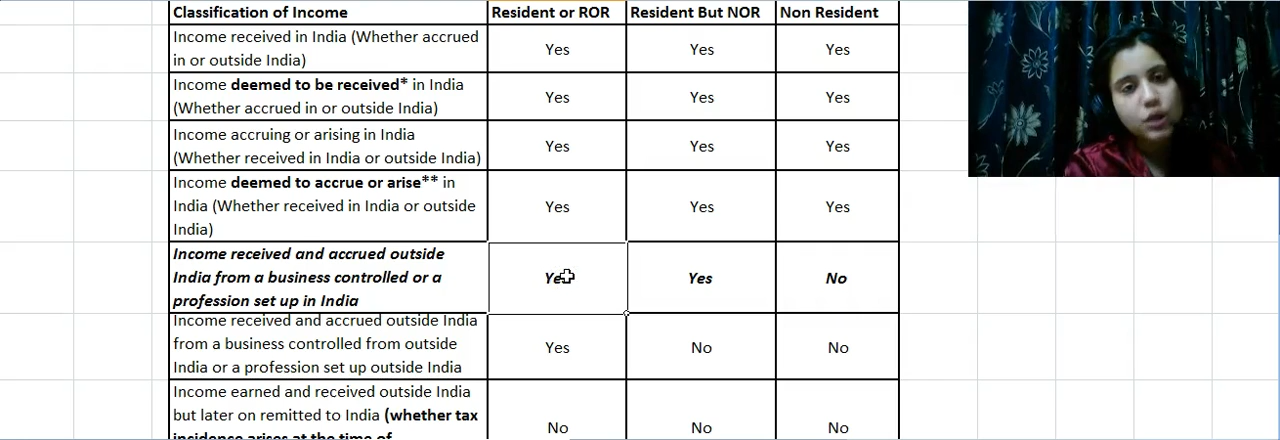 Classification of Income Resident or ROR Resident But NOR Non Resident
Income received in India (Whether accrued
in or outside India)
Yes Yes Yes
Income deemed to be received* in India
(Whether accrued in or outside India)
Yes Yes Yes
Income accruing or arising in India
(Whether received in India or outside India)
Yes Yes Yes
Income deemed to accrue or arise** in
India (Whether received in India or outside
India)
Yes Yes Yes
Income received and accrued outside
India from a business controlled or a
profession set up in India
Yes Yes No
Income received and accrued outside India
from a business controlled from outside
India or a profession set up outside India
Yes No No
Income earned and received outside India
but later on remitted to India (whether tax
incidence arises at the time of
No No No